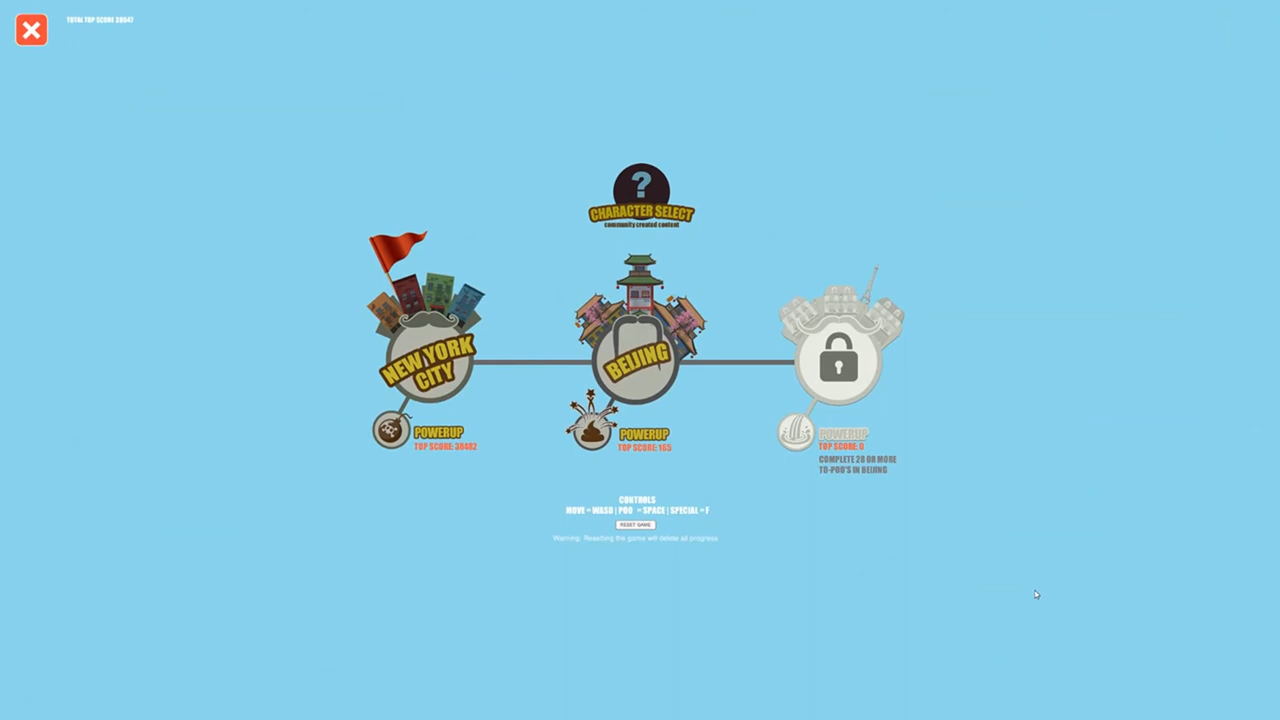 TOTAL TOP SCORE 38647
?
CHARACTER SELECT
community created content
NEW YORK
CITY
BEIJING
POWERUP
TOP SCORE: 38482
POWERUP
TOP SCORE: 165
POWERUP
TOP SCORE: 0
COMPLETE 28 OR MORE
TO-POO'S IN BEIJING
CONTROLS
MOVE = WASD | POO = SPACE | SPECIAL = F
RESET GAME
Warning: Resetting the game will delete all progress